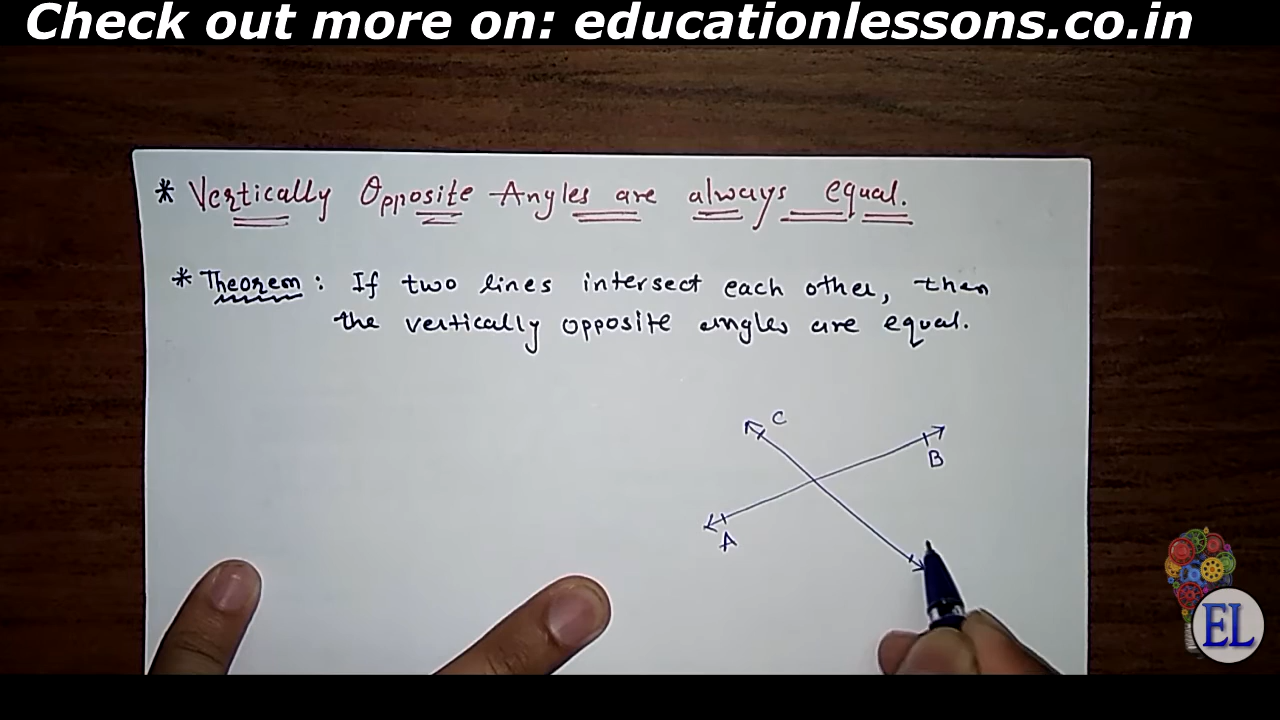 Check out more on: educationlessons.co.in
* Vertically Opposite Angles are always equal.
* Theorem : If two lines intersect each other, then
the vertically opposite angles are equal.
C
B
A
EL